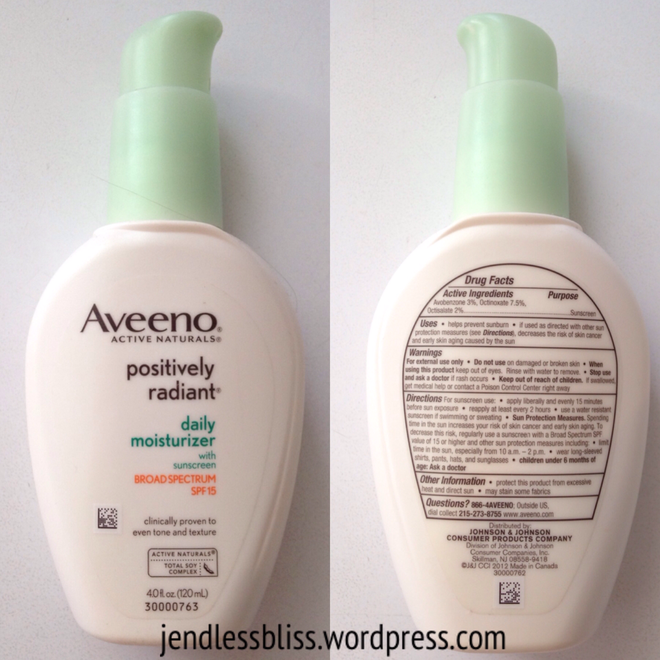 Aveeno®
ACTIVE NATURALS®
positively
radiant®
daily
moisturizer
with
sunscreen
BROAD SPECTRUM
SPF 15
clinically proven to
even tone and texture
ACTIVE NATURALS®
TOTAL SOY
COMPLEX
4.0 fl. oz. (120 mL)
30000763
Drug Facts
Active Ingredients Purpose
Avobenzone 3%, Octinoxate 7.5%,
Octisalate 2% Sunscreen
Uses • helps prevent sunburn • if used as directed with other sun
protection measures (see Directions), decreases the risk of skin cancer
and early skin aging caused by the sun
Warnings
For external use only • Do not use on damaged or broken skin • When
using this product keep out of eyes. Rinse with water to remove. • Stop use
and ask a doctor if rash occurs • Keep out of reach of children. If swallowed,
get medical help or contact a Poison Control Center right away
Directions For sunscreen use: • apply liberally and evenly 15 minutes
before sun exposure • reapply at least every 2 hours • use a water resistant
sunscreen if swimming or sweating • Sun Protection Measures. Spending
time in the sun increases your risk of skin cancer and early skin aging. To
decrease this risk, regularly use a sunscreen with a Broad Spectrum SPF
value of 15 or higher and other sun protection measures including: • limit
time in the sun, especially from 10 a.m. – 2 p.m. • wear long-sleeved
shirts, pants, hats, and sunglasses • children under 6 months of
age: Ask a doctor
Other Information • protect this product from excessive
heat and direct sun • may stain some fabrics
Questions? 866-4AVEENO; Outside US,
dial collect 215-273-8755 www.aveeno.com
Distributed by:
JOHNSON & JOHNSON
CONSUMER PRODUCTS COMPANY
Division of Johnson & Johnson
Consumer Companies, Inc.
Skillman, NJ 08558-9418
©J&J CCI 2012 Made in Canada
30000762
jendlessbliss.wordpress.com